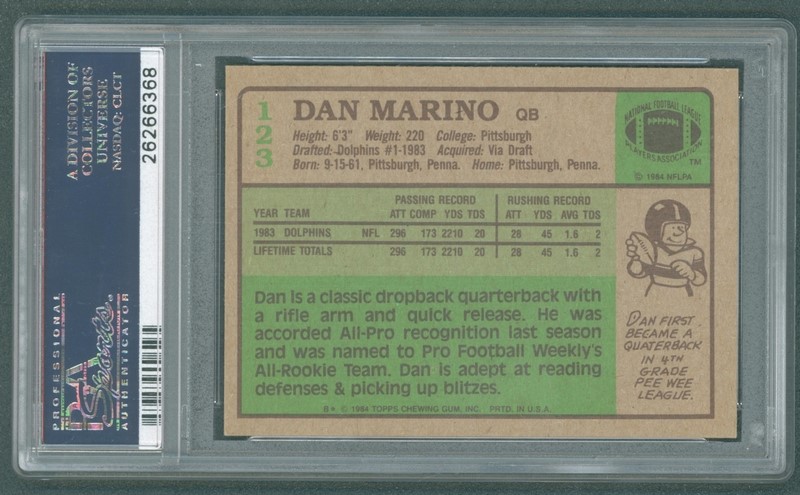 A DIVISION OF
COLLECTORS
UNIVERSE
NASDAQ: CLCT
26266368
PROFESSIONAL
PSA
Sports
AUTHENTICATOR
123
DAN MARINO QB
Height: 6'3" Weight: 220 College: Pittsburgh
Drafted: Dolphins #1-1983 Acquired: Via Draft
Born: 9-15-61, Pittsburgh, Penna. Home: Pittsburgh, Penna.
NATIONAL FOOTBALL LEAGUE
PLAYERS ASSOCIATION
TM
© 1984 NFLPA
PASSING RECORD RUSHING RECORD
YEAR TEAM ATT COMP YDS TDS ATT YDS AVG TDS
1983 DOLPHINS NFL 296 173 2210 20 28 45 1.6 2
LIFETIME TOTALS 296 173 2210 20 28 45 1.6 2
Dan is a classic dropback quarterback with
a rifle arm and quick release. He was
accorded All-Pro recognition last season
and was named to Pro Football Weekly's
All-Rookie Team. Dan is adept at reading
defenses & picking up blitzes.
DAN FIRST
BECAME A
QUATERBACK
IN 4TH
GRADE
PEE WEE
LEAGUE.
B* © 1984 TOPPS CHEWING GUM, INC. PRTD. IN U.S.A.